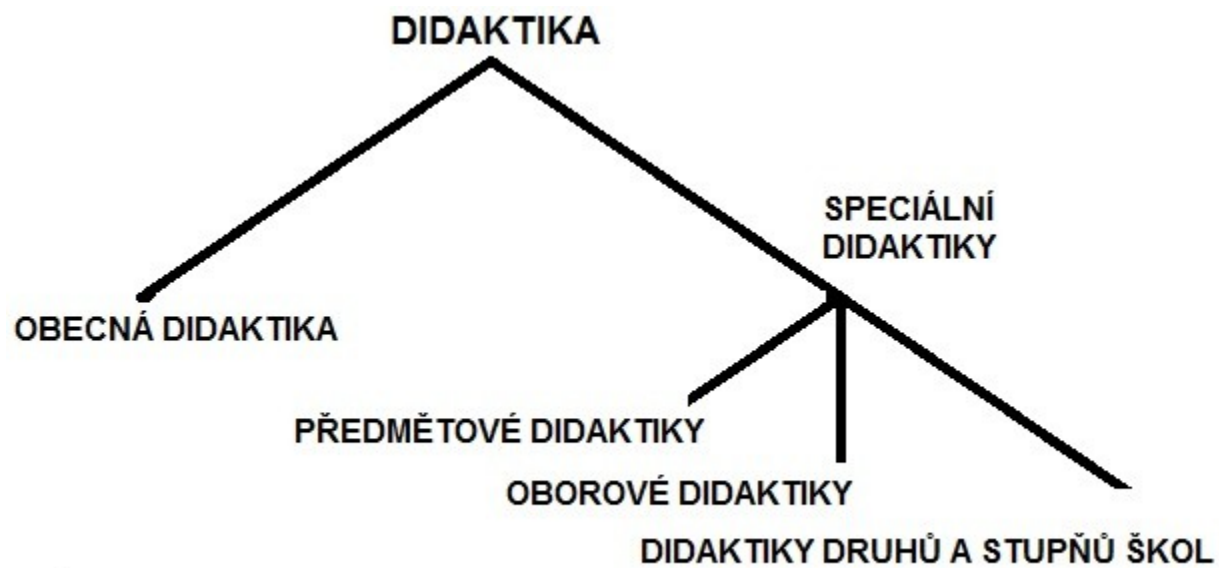 DIDAKTIKA
SPECIÁLNÍ
DIDAKTIKY
OBECNÁ DIDAKTIKA
PŘEDMĚTOVÉ DIDAKTIKY
OBOROVÉ DIDAKTIKY
DIDAKTIKY DRUHŮ A STUPŇŮ ŠKOL